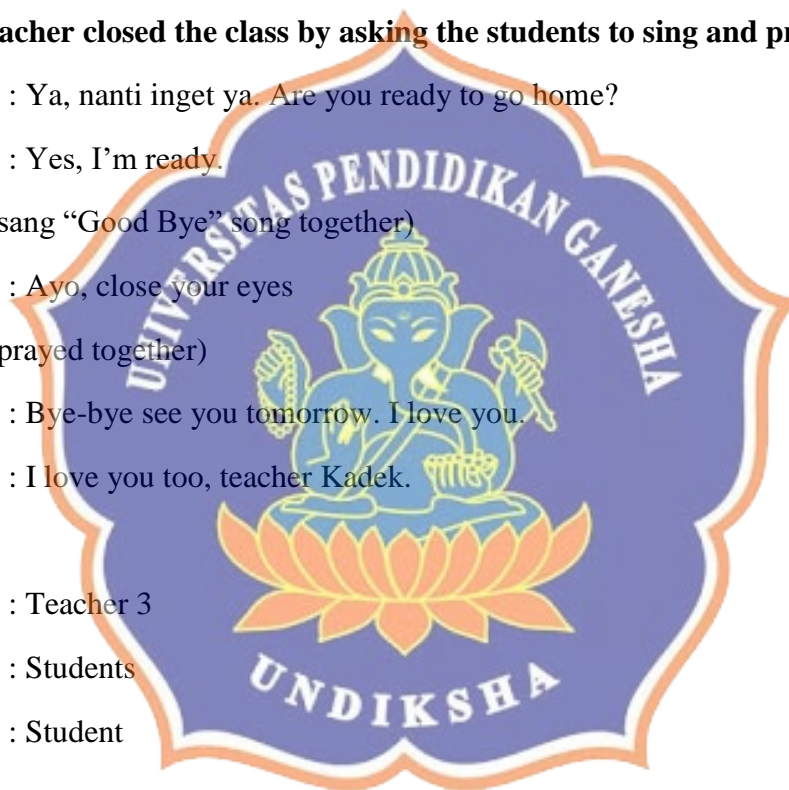 acher closed the class by asking the students to sing and pr
: Ya, nanti inget ya. Are you ready to go home?
: Yes, I’m ready.
sang “Good Bye” song together)
: Ayo, close your eyes
prayed together)
: Bye-bye see you tomorrow. I love you.
: I love you too, teacher Kadek.
: Teacher 3
: Students
: Student
UNIVERSITAS PENDIDIKAN GANESHA
UNDIKSHA